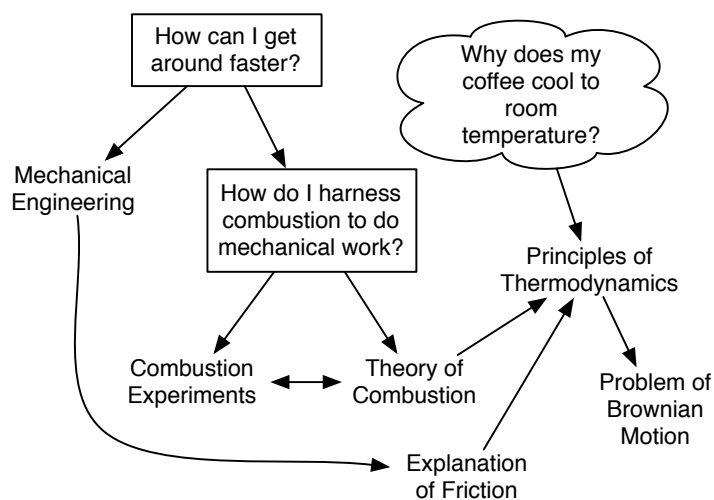 How can I get
around faster?
Why does my
coffee cool to
room
temperature?
Mechanical
Engineering
How do I harness
combustion to do
mechanical work?
Principles of
Thermodynamics
Combustion
Experiments
Theory of
Combustion
Problem of
Brownian
Motion
Explanation
of Friction